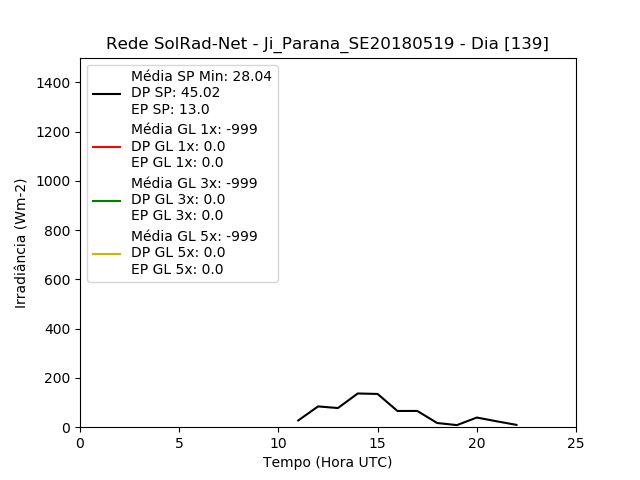 Rede SolRad-Net - Ji_Parana_SE20180519 - Dia [139]
Média SP Min: 28.04
DP SP: 45.02
EP SP: 13.0
Média GL 1x: -999
DP GL 1x: 0.0
EP GL 1x: 0.0
Média GL 3x: -999
DP GL 3x: 0.0
EP GL 3x: 0.0
Média GL 5x: -999
DP GL 5x: 0.0
EP GL 5x: 0.0
Irradiância (Wm-2)
1400
1200
1000
800
600
400
200
0
0 5 10 15 20 25
Tempo (Hora UTC)